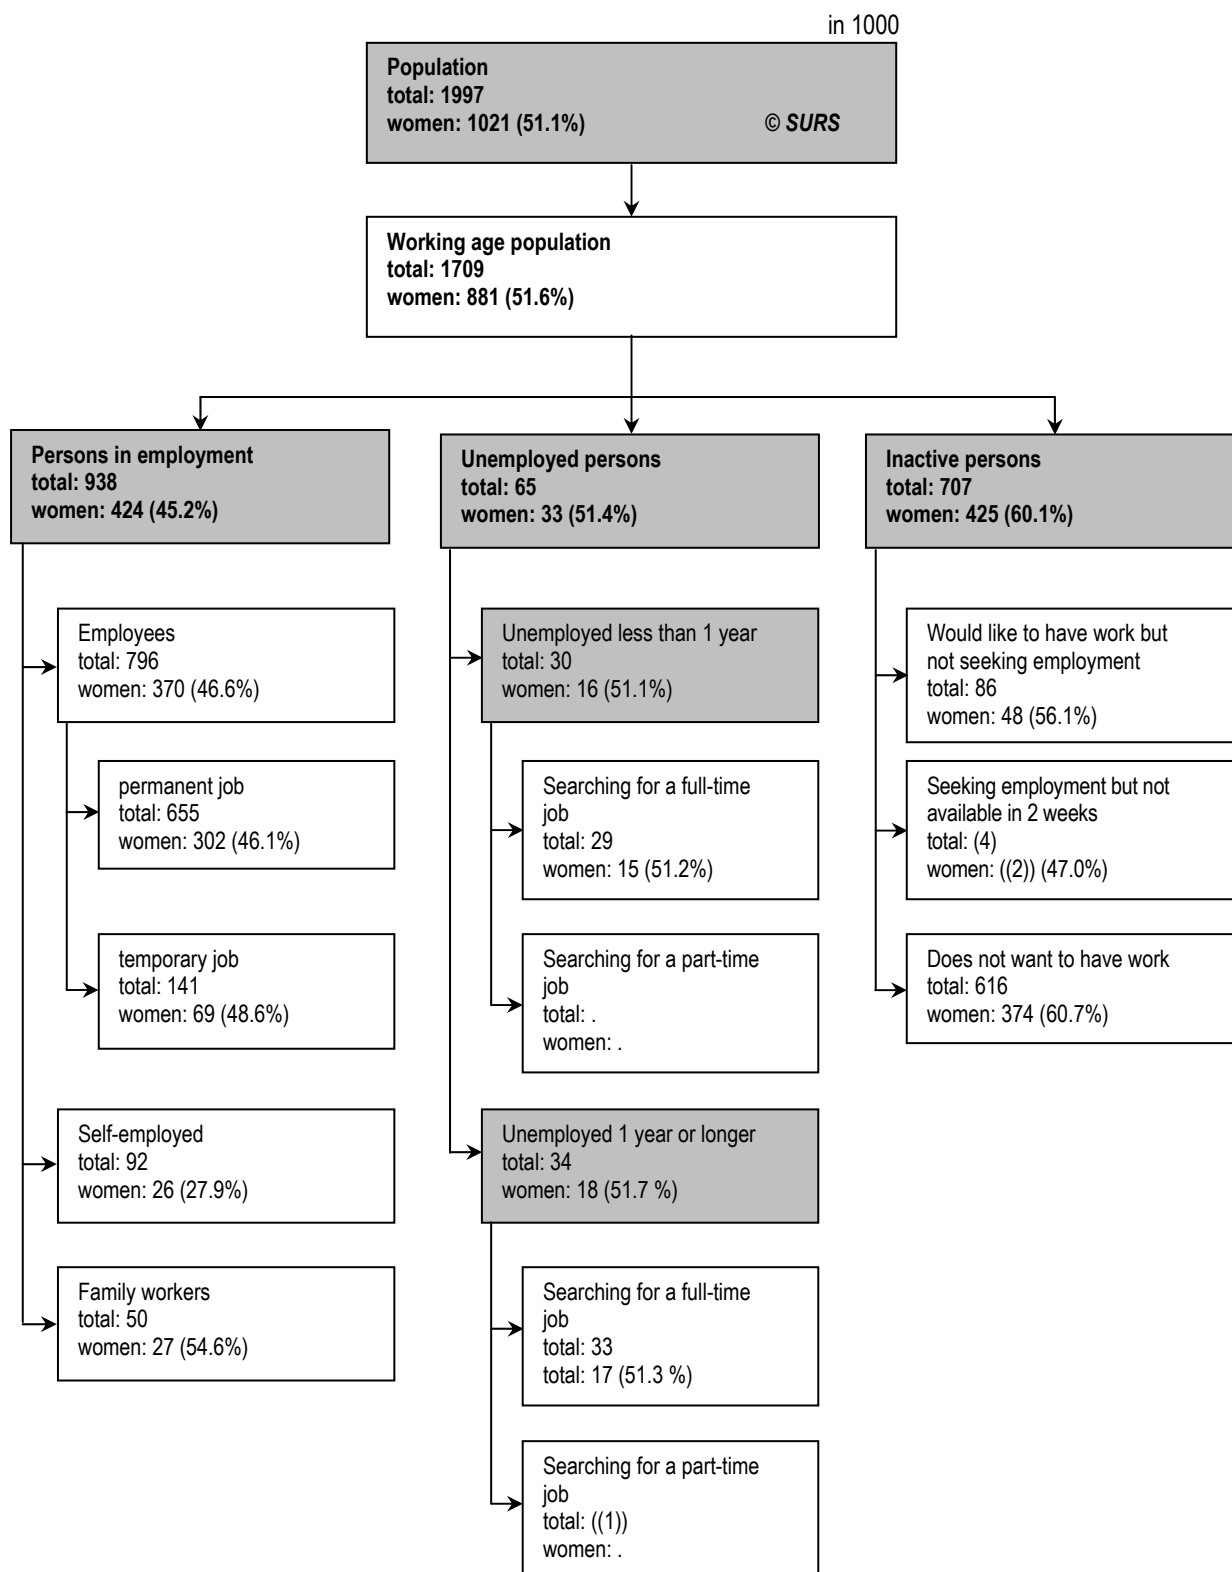 in 1000
Population
total: 1997
women: 1021 (51.1%) © SURS
Working age population
total: 1709
women: 881 (51.6%)
Persons in employment
total: 938
women: 424 (45.2%)
Employees
total: 796
women: 370 (46.6%)
permanent job
total: 655
women: 302 (46.1%)
temporary job
total: 141
women: 69 (48.6%)
Self-employed
total: 92
women: 26 (27.9%)
Family workers
total: 50
women: 27 (54.6%)
Unemployed persons
total: 65
women: 33 (51.4%)
Unemployed less than 1 year
total: 30
women: 16 (51.1%)
Searching for a full-time
job
total: 29
women: 15 (51.2%)
Searching for a part-time
job
total: .
women: .
Unemployed 1 year or longer
total: 34
women: 18 (51.7 %)
Searching for a full-time
job
total: 33
total: 17 (51.3 %)
Searching for a part-time
job
total: ((1))
women: .
Inactive persons
total: 707
women: 425 (60.1%)
Would like to have work but
not seeking employment
total: 86
women: 48 (56.1%)
Seeking employment but not
available in 2 weeks
total: (4)
women: ((2)) (47.0%)
Does not want to have work
total: 616
women: 374 (60.7%)